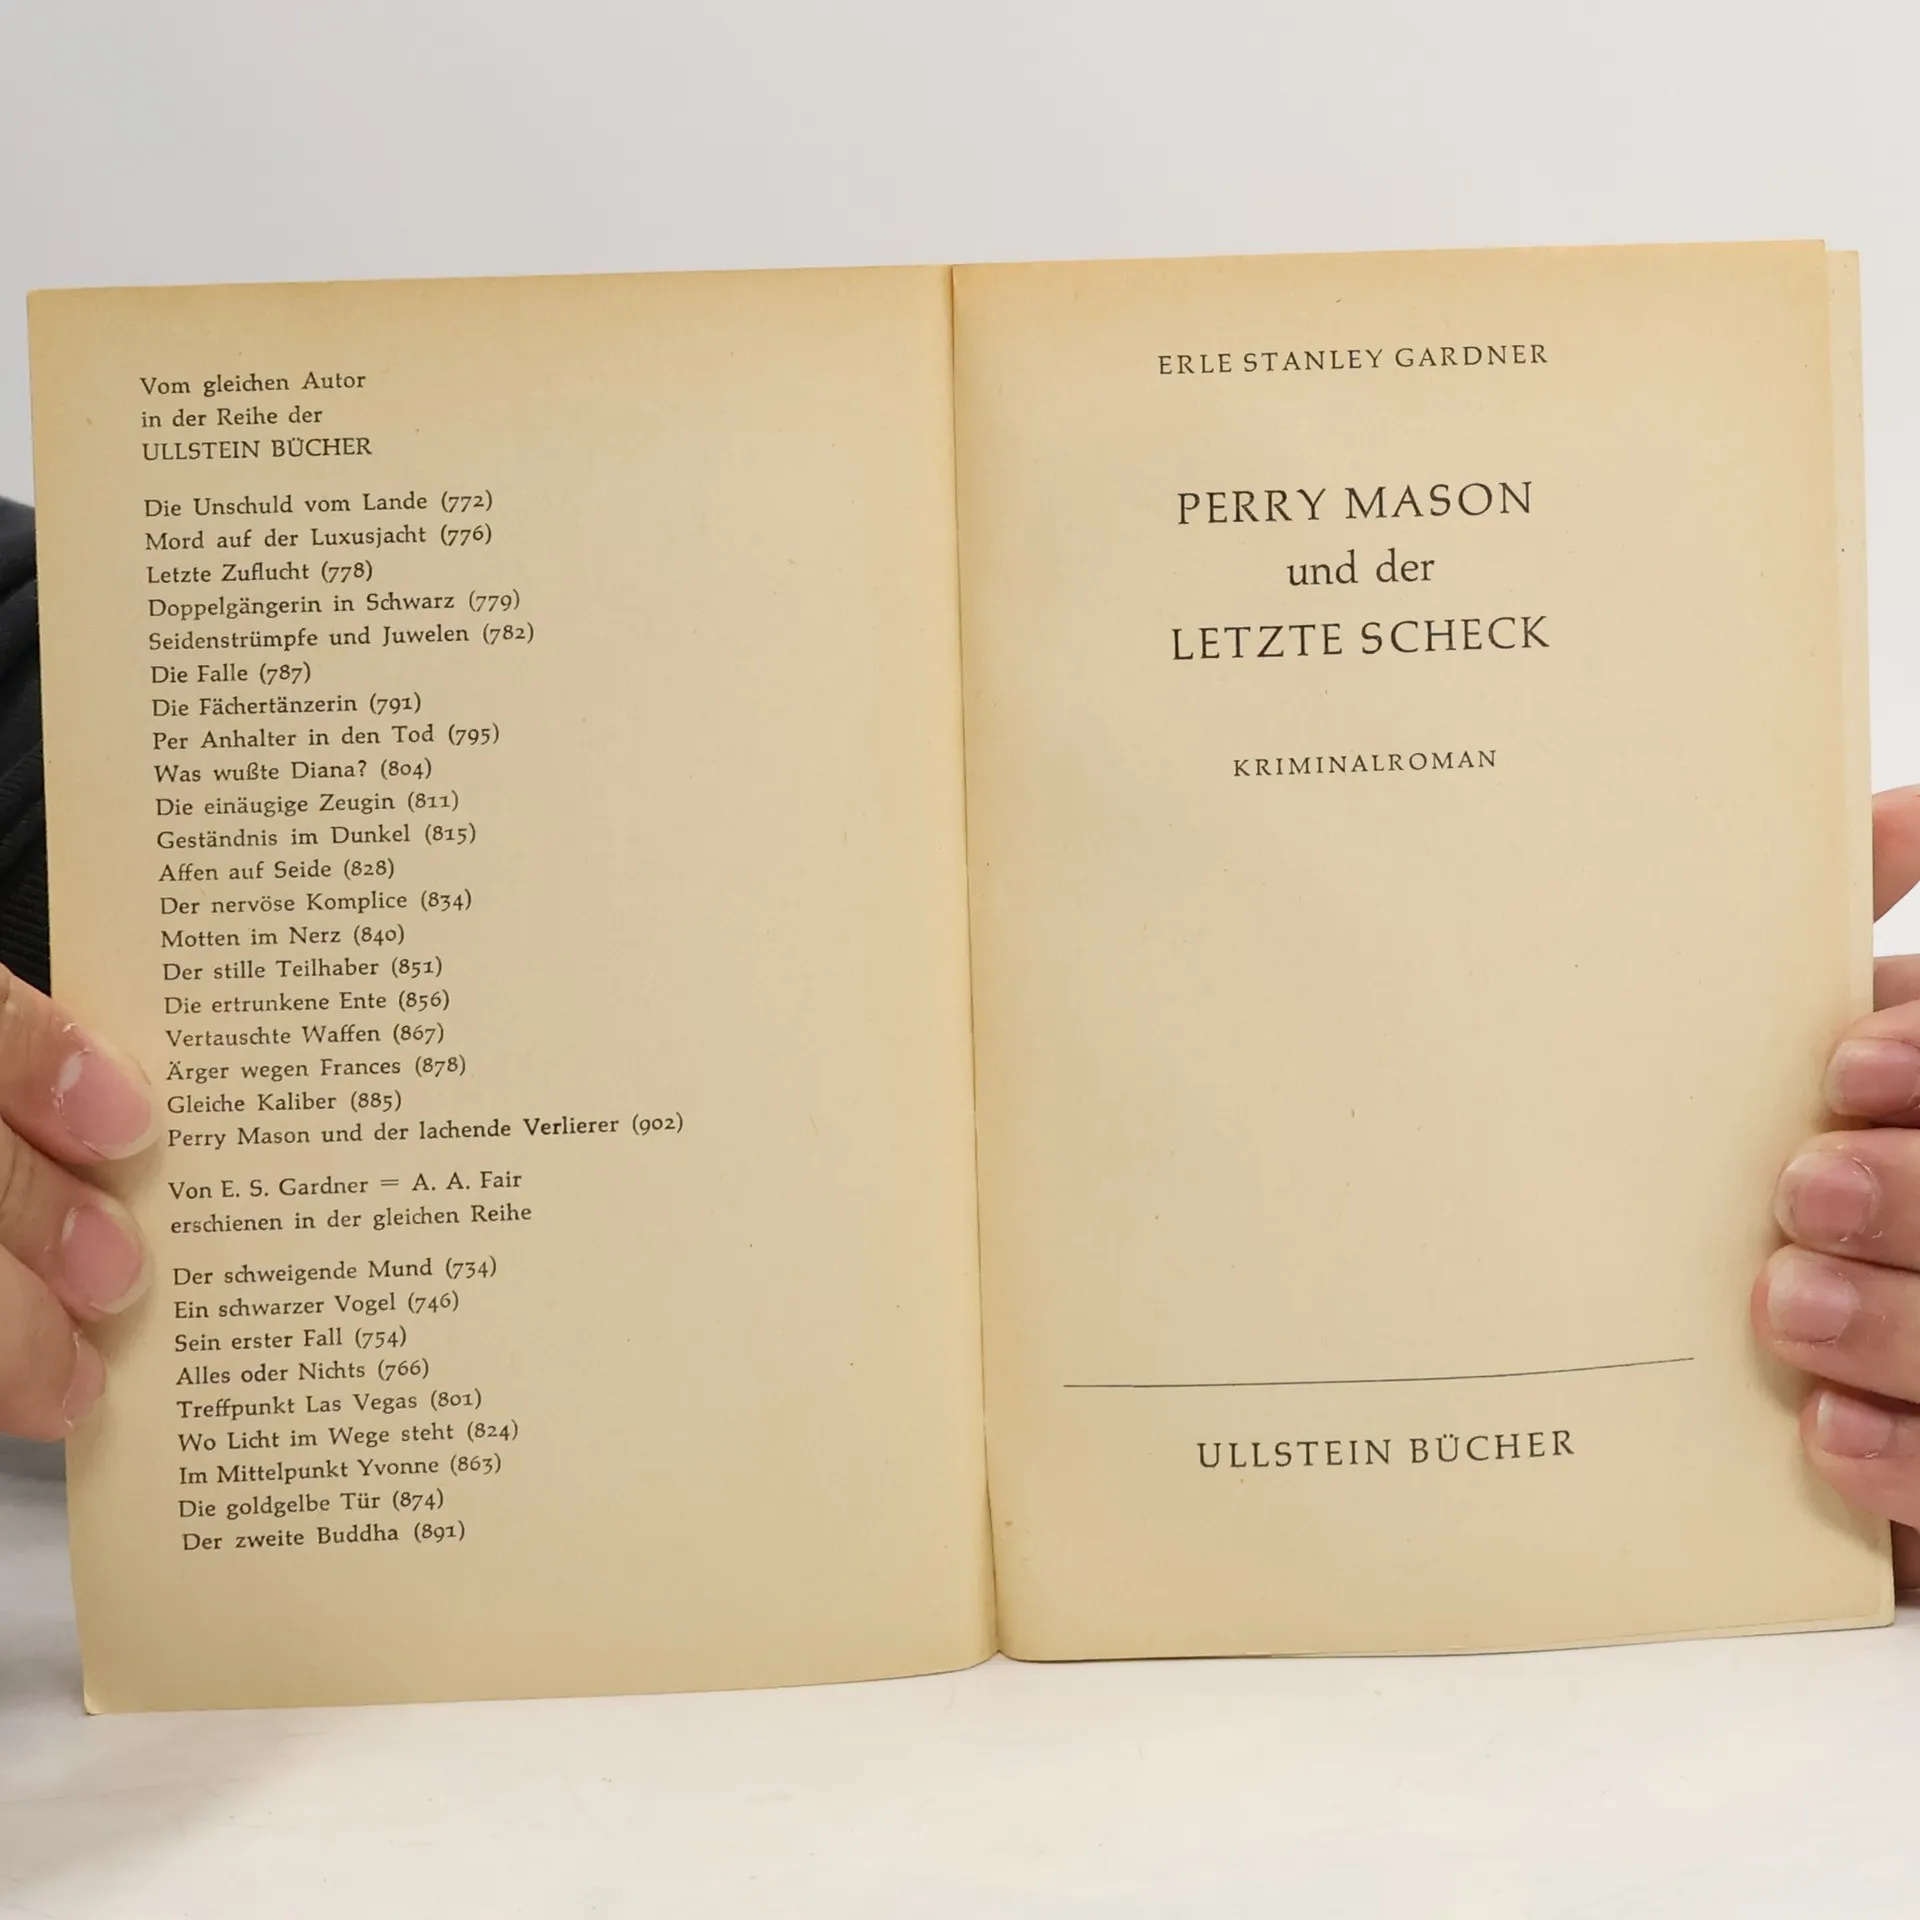 Vom gleichen Autor
in der Reihe der
ULLSTEIN BÜCHER
Die Unschuld vom Lande (772)
Mord auf der Luxusjacht (776)
Letzte Zuflucht (778)
Doppelgängerin in Schwarz (779)
Seidenstrümpfe und Juwelen (782)
Die Falle (787)
Die Fächertänzerin (791)
Per Anhalter in den Tod (795)
Was wußte Diana? (804)
Die einäugige Zeugin (811)
Geständnis im Dunkel (815)
Affen auf Seide (828)
Der nervöse Komplice (834)
Motten im Nerz (840)
Der stille Teilhaber (851)
Die ertrunkene Ente (856)
Vertauschte Waffen (867)
Ärger wegen Frances (878)
Gleiche Kaliber (885)
Perry Mason und der lachende Verlierer (902)
Von E. S. Gardner = A. A. Fair
erschienen in der gleichen Reihe
Der schweigende Mund (734)
Ein schwarzer Vogel (746)
Sein erster Fall (754)
Alles oder Nichts (766)
Treffpunkt Las Vegas (801)
Wo Licht im Wege steht (824)
Im Mittelpunkt Yvonne (863)
Die goldgelbe Tür (874)
Der zweite Buddha (891)
ERLE STANLEY GARDNER
PERRY MASON
und der
LETZTE SCHECK
KRIMINALROMAN
ULLSTEIN BÜCHER